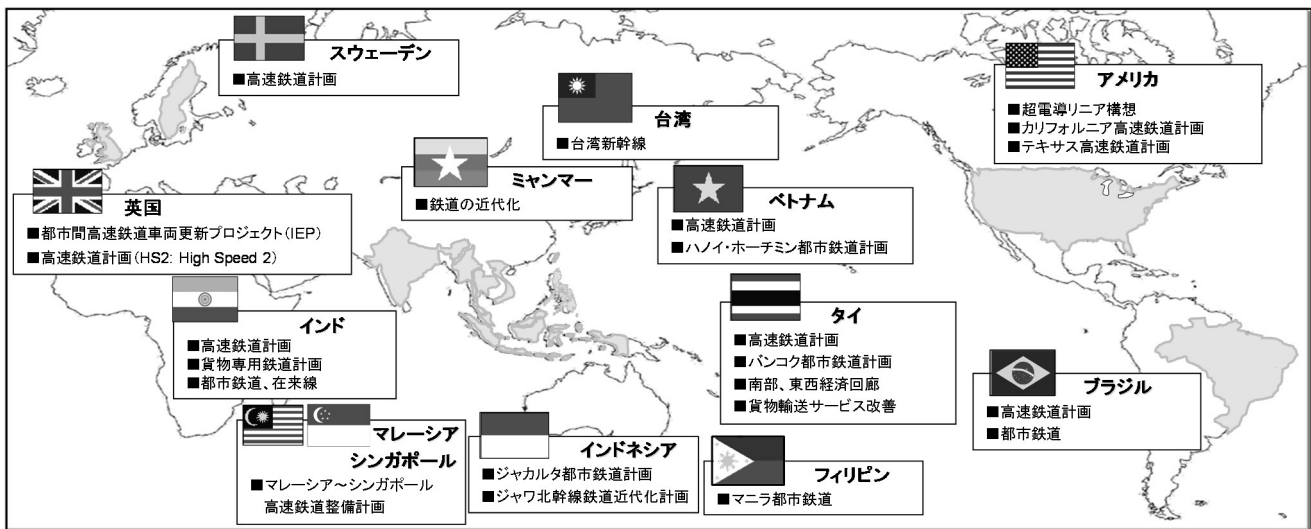 スウェーデン
■高速鉄道計画
台湾
■台湾新幹線
アメリカ
■超電導リニア構想
■カリフォルニア高速鉄道計画
■テキサス高速鉄道計画
英国
■都市間高速鉄道車両更新プロジェクト(IEP)
■高速鉄道計画(HS2: High Speed 2)
ミャンマー
■鉄道の近代化
ベトナム
■高速鉄道計画
■ハノイ・ホーチミン都市鉄道計画
インド
■高速鉄道計画
■貨物専用鉄道計画
■都市鉄道、在来線
タイ
■高速鉄道計画
■バンコク都市鉄道計画
■南部、東西経済回廊
■貨物輸送サービス改善
ブラジル
■高速鉄道計画
■都市鉄道
マレーシア
シンガポール
■マレーシア～シンガポール
高速鉄道整備計画
インドネシア
■ジャカルタ都市鉄道計画
■ジャワ北幹線鉄道近代化計画
フィリピン
■マニラ都市鉄道